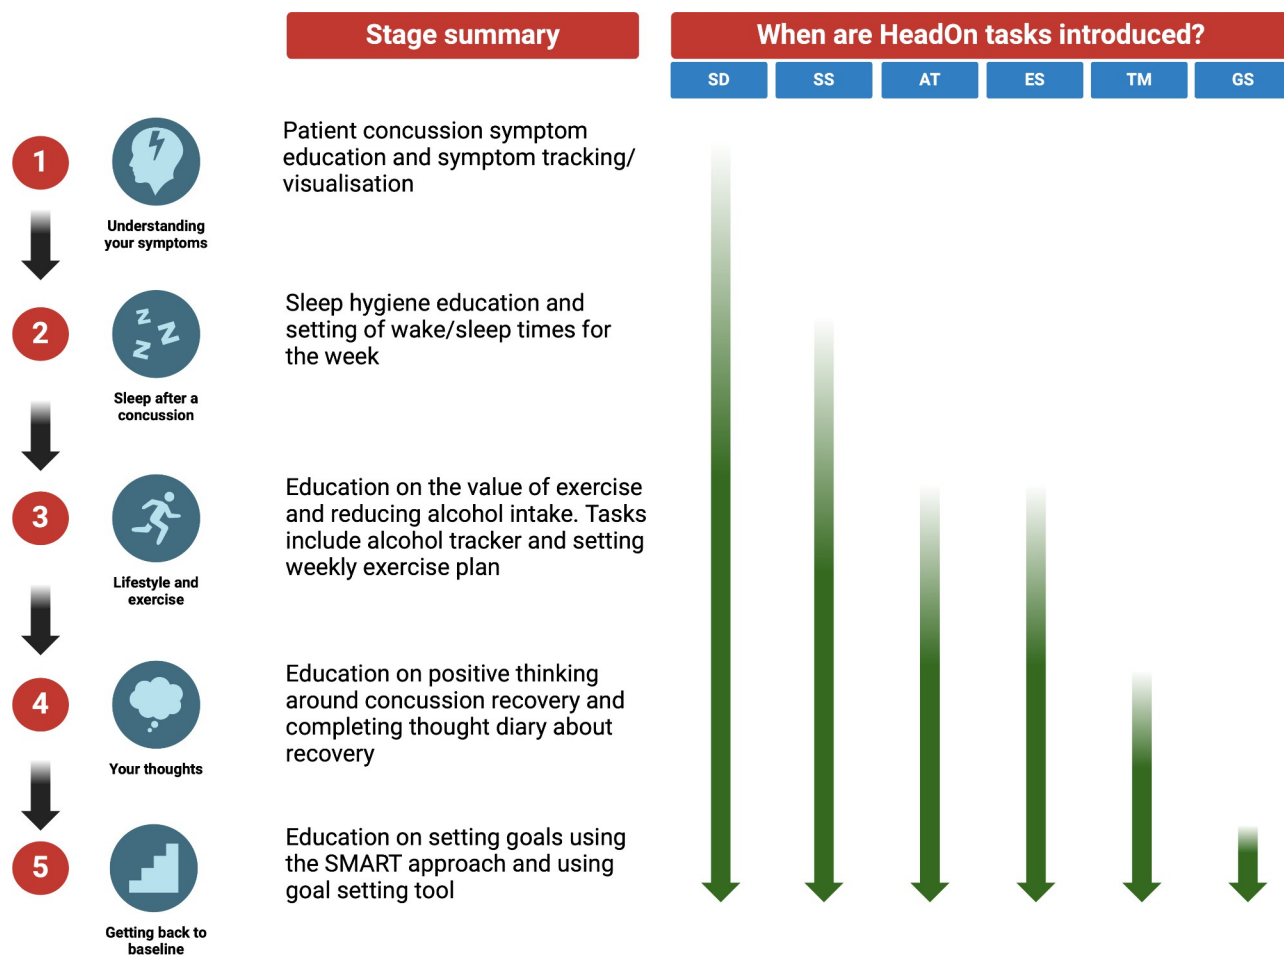 Stage summary
When are HeadOn tasks introduced?
SD
SS
AT
ES
TM
GS
1
Understanding
your symptoms
Patient concussion symptom
education and symptom tracking/
visualisation
2
z
z
z
Sleep after a
concussion
Sleep hygiene education and
setting of wake/sleep times for
the week
3
Lifestyle and
exercise
Education on the value of exercise
and reducing alcohol intake. Tasks
include alcohol tracker and setting
weekly exercise plan
4
Your thoughts
Education on positive thinking
around concussion recovery and
completing thought diary about
recovery
5
Getting back to
baseline
Education on setting goals using
the SMART approach and using
goal setting tool